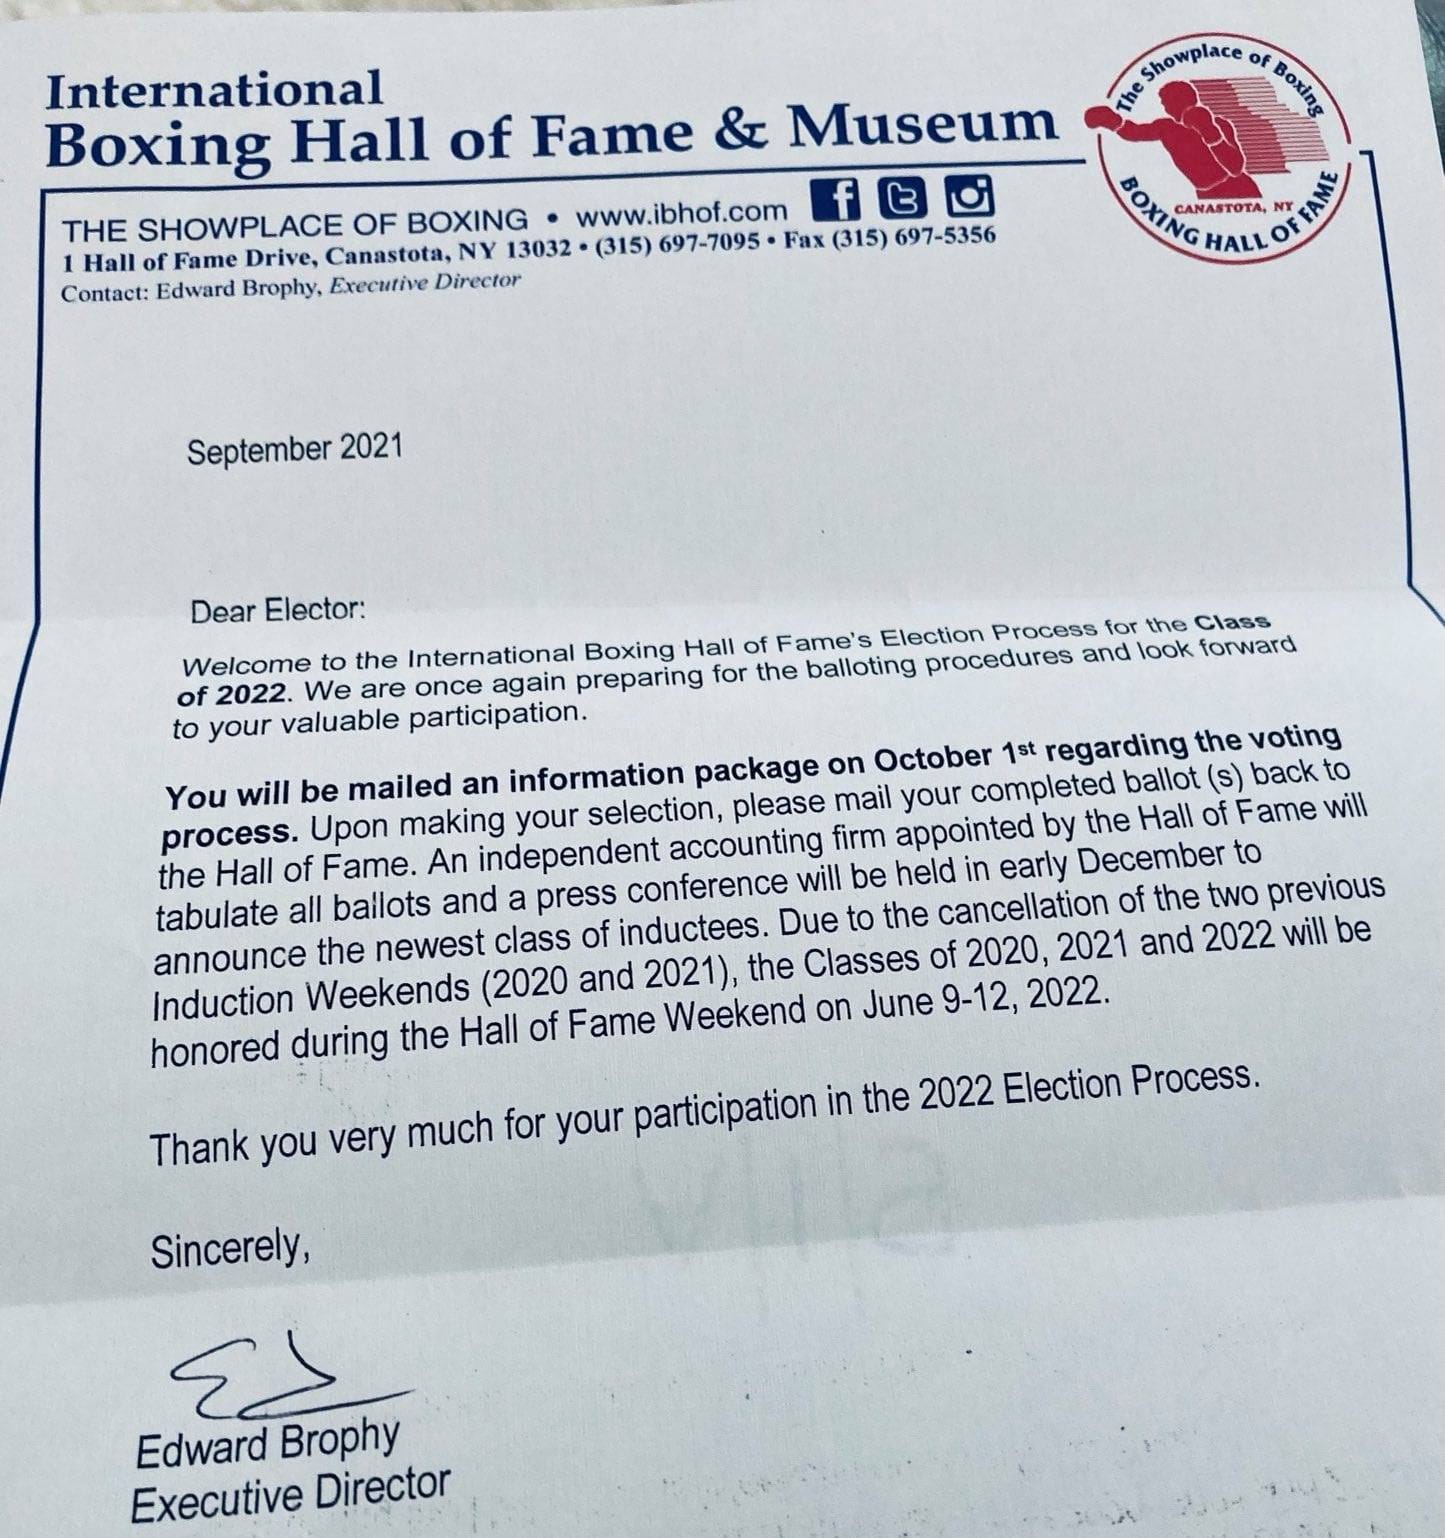 International
Boxing Hall of Fame & Museum
The Showplace of Boxing
CANASTOTA, NY
BOXING HALL OF FAME
THE SHOWPLACE OF BOXING • www.ibhof.com
1 Hall of Fame Drive, Canastota, NY 13032 • (315) 697-7095 • Fax (315) 697-5356
Contact: Edward Brophy, Executive Director
September 2021
Dear Elector:
Welcome to the International Boxing Hall of Fame's Election Process for the Class
of 2022. We are once again preparing for the balloting procedures and look forward
to your valuable participation.
You will be mailed an information package on October 1st regarding the voting
process. Upon making your selection, please mail your completed ballot (s) back to
the Hall of Fame. An independent accounting firm appointed by the Hall of Fame will
tabulate all ballots and a press conference will be held in early December to
announce the newest class of inductees. Due to the cancellation of the two previous
Induction Weekends (2020 and 2021), the Classes of 2020, 2021 and 2022 will be
honored during the Hall of Fame Weekend on June 9-12, 2022.
Thank you very much for your participation in the 2022 Election Process.
Sincerely,
Edward Brophy
Executive Director